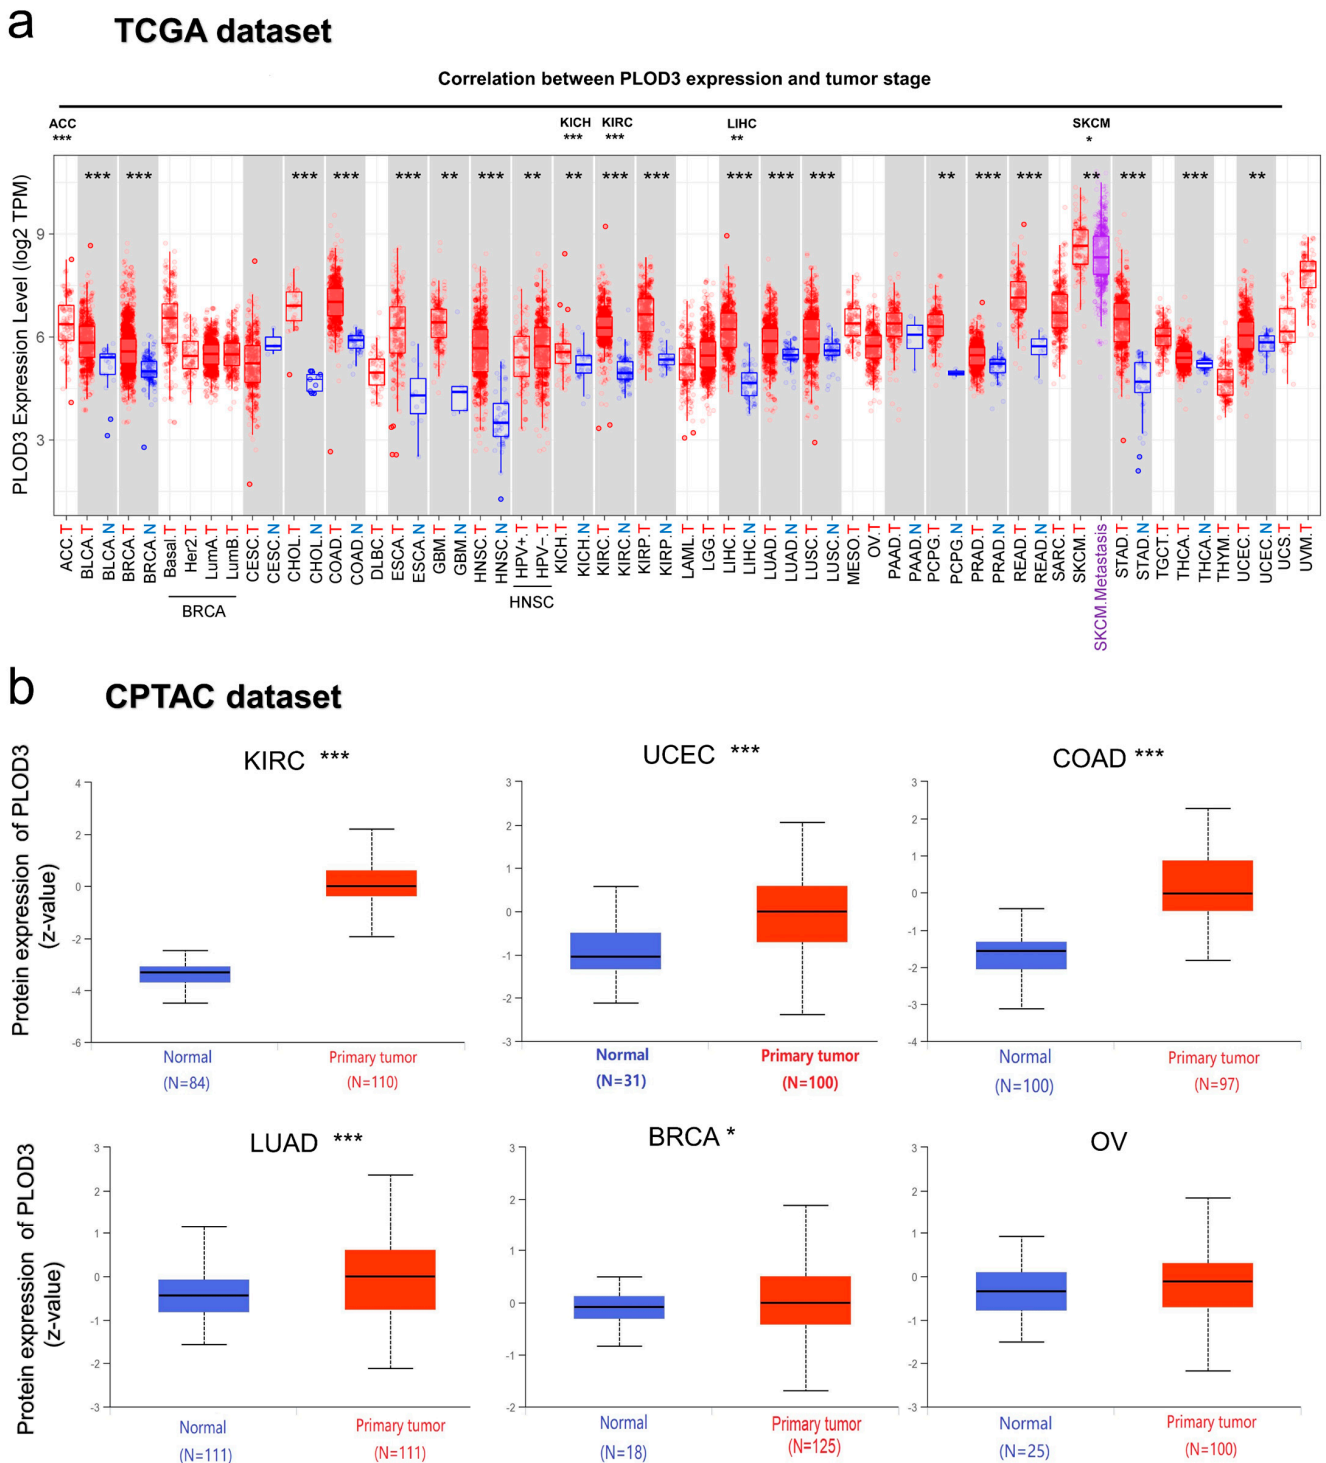 a
TCGA dataset
Correlation between PLOD3 expression and tumor stage
ACC KICH KIRC LIHC SKCM
*** *** *** ** *
*** *** *** *** *** ** *** ** ** *** *** *** *** *** ** *** *** ** *** *** **
PLOD3 Expression Level (log2 TPM)
9
6
3
ACC.T
BLCA.T
BLCA.N
BRCA.T
BRCA.N
Basal.T
Her2.T
LumA.T
LumB.T
CESC.T
CESC.N
CHOL.T
CHOL.N
COAD.T
COAD.N
DLBC.T
ESCA.T
ESCA.N
GBM.T
GBM.N
HNSC.T
HNSC.N
HPV+.T
HPV−.T
KICH.T
KICH.N
KIRC.T
KIRC.N
KIRP.T
KIRP.N
LAML.T
LGG.T
LIHC.T
LIHC.N
LUAD.T
LUAD.N
LUSC.T
LUSC.N
MESO.T
OV.T
PAAD.T
PAAD.N
PCPG.T
PCPG.N
PRAD.T
PRAD.N
READ.T
READ.N
SARC.T
SKCM.T
SKCM.Metastasis
STAD.T
STAD.N
TGCT.T
THCA.T
THCA.N
THYM.T
UCEC.T
UCEC.N
UCS.T
UVM.T
BRCA
HNSC
b
CPTAC dataset
Protein expression of PLOD3
(z-value)
KIRC ***
4
2
0
-2
-4
-6
Normal Primary tumor
(N=84) (N=110)
UCEC ***
3
2
1
0
-1
-2
-3
Normal Primary tumor
(N=31) (N=100)
COAD ***
3
2
1
0
-1
-2
-3
-4
Normal Primary tumor
(N=100) (N=97)
Protein expression of PLOD3
(z-value)
LUAD ***
3
2
1
0
-1
-2
-3
Normal Primary tumor
(N=111) (N=111)
BRCA *
3
2
1
0
-1
-2
Normal Primary tumor
(N=18) (N=125)
OV
3
2
1
0
-1
-2
-3
Normal Primary tumor
(N=25) (N=100)